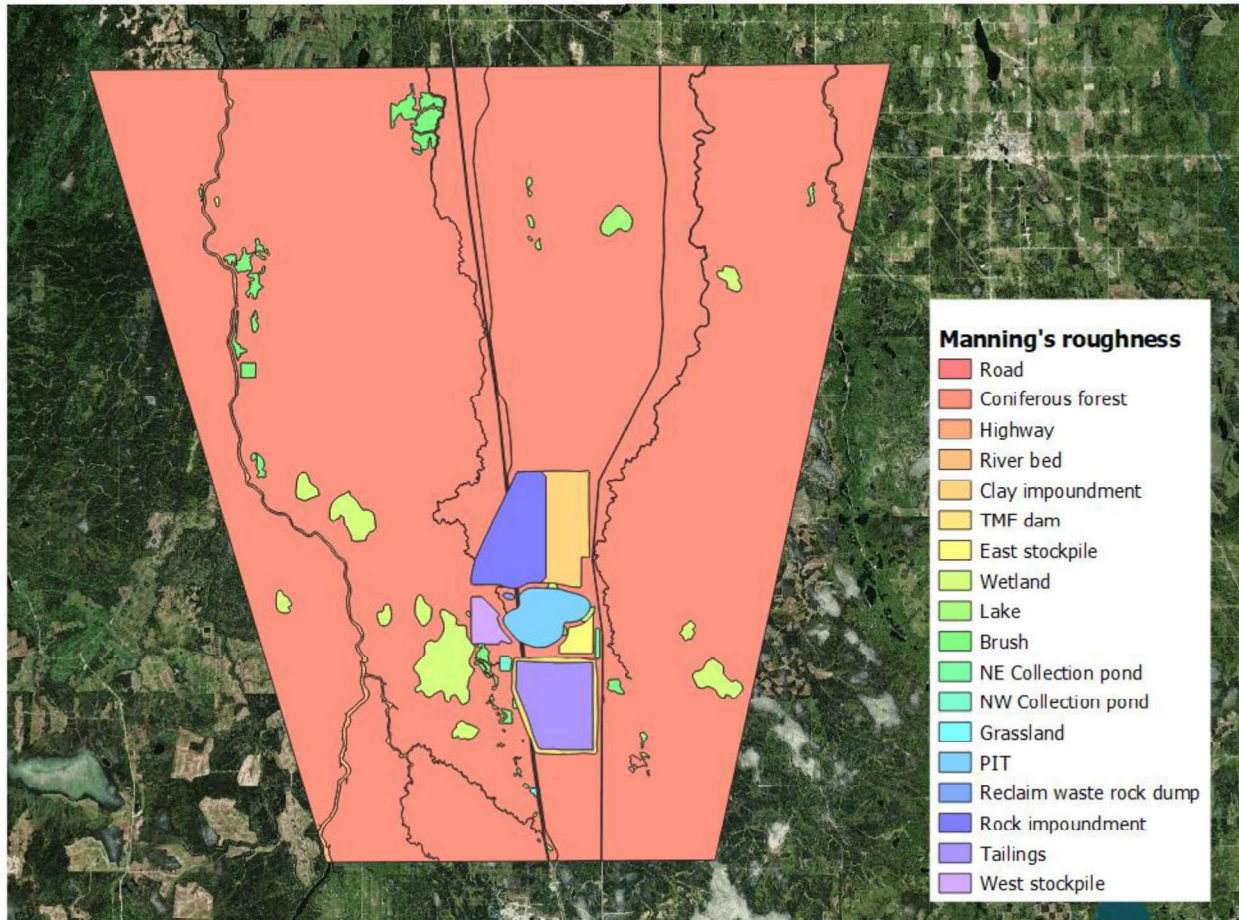 Manning's roughness
Road
Coniferous forest
Highway
River bed
Clay impoundment
TMF dam
East stockpile
Wetland
Lake
Brush
NE Collection pond
NW Collection pond
Grassland
PIT
Reclaim waste rock dump
Rock impoundment
Tailings
West stockpile